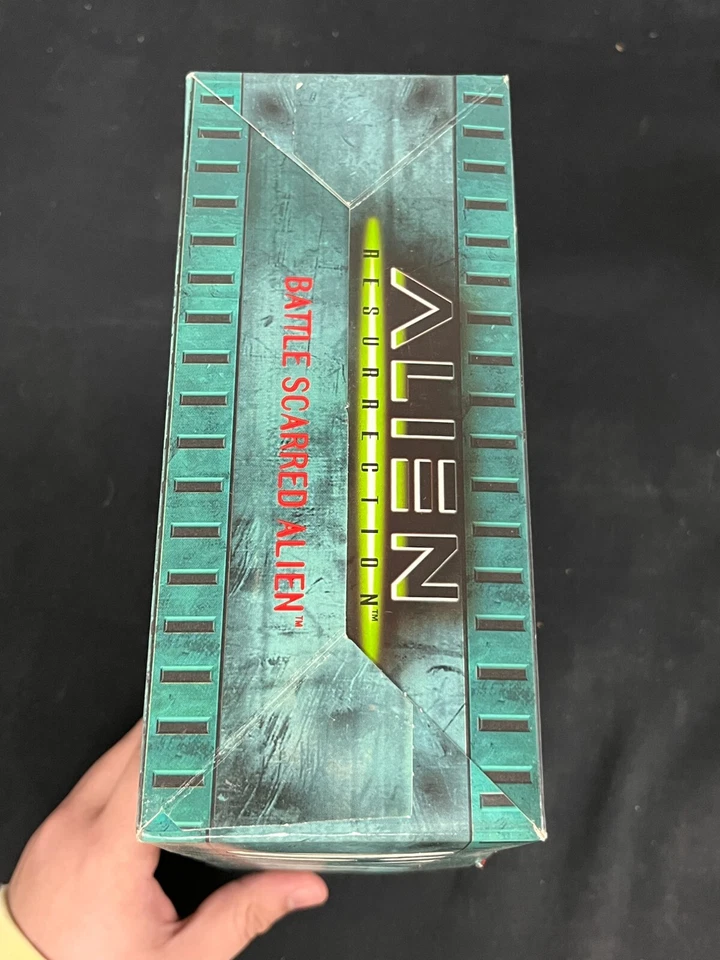 ALIEN
RESURRECTION™
BATTLE SCARRED ALIEN™